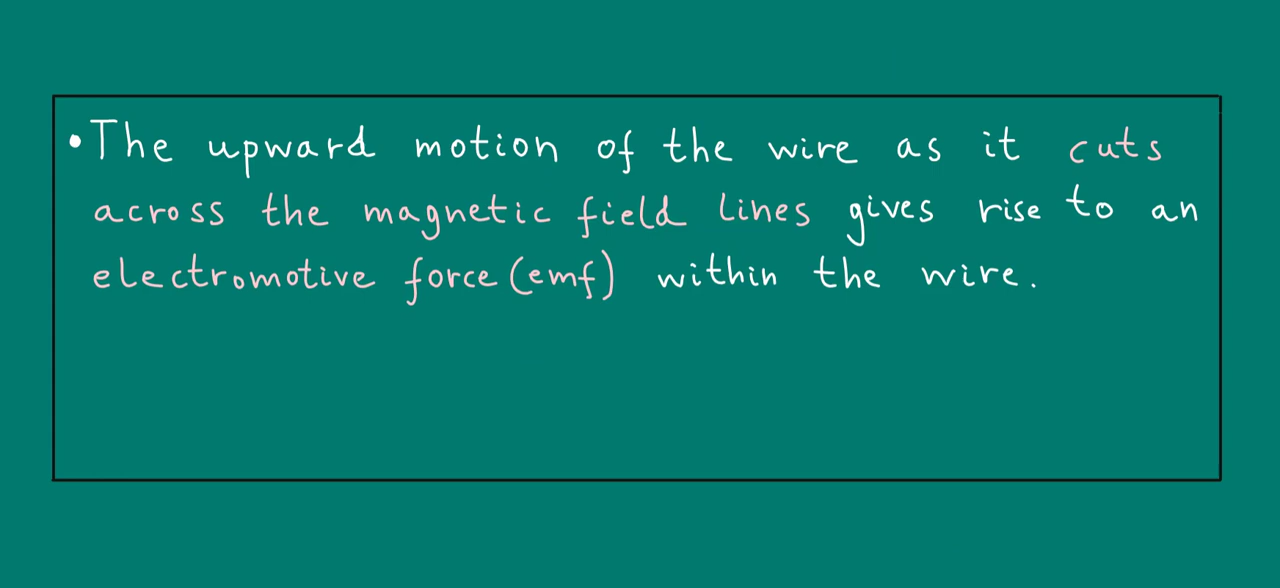 •The upward motion of the wire as it cuts
across the magnetic field lines gives rise to an
electromotive force(emf) within the wire.